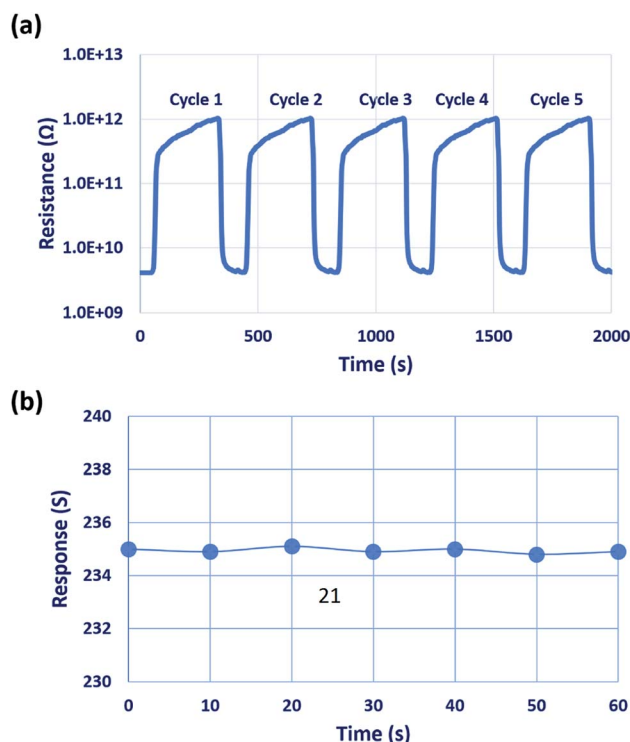 (a)
1.0E+13
Cycle 1 Cycle 2 Cycle 3 Cycle 4 Cycle 5
1.0E+12
1.0E+11
1.0E+10
1.0E+09
Resistance (Ω)
0 500 1000 1500 2000
Time (s)
(b)
240
238
236
234
232
230
Response (S)
21
0 10 20 30 40 50 60
Time (s)